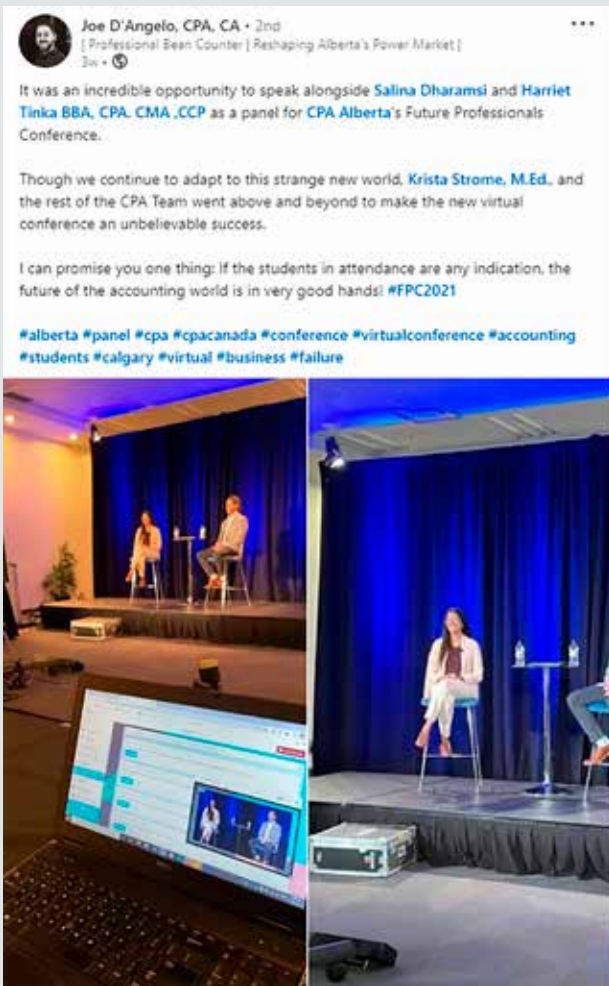 Joe D'Angelo, CPA, CA • 2nd
| Professional Bean Counter | Reshaping Alberta's Power Market |
3w •
It was an incredible opportunity to speak alongside Salina Dharamsi and Harriet
Tinka BBA, CPA. CMA ,CCP as a panel for CPA Alberta's Future Professionals
Conference.
Though we continue to adapt to this strange new world, Krista Strome, M.Ed., and
the rest of the CPA Team went above and beyond to make the new virtual
conference an unbelievable success.
I can promise you one thing: If the students in attendance are any indication, the
future of the accounting world is in very good hands! #FPC2021
#alberta #panel #cpa #cpacanada #conference #virtualconference #accounting
#students #calgary #virtual #business #failure